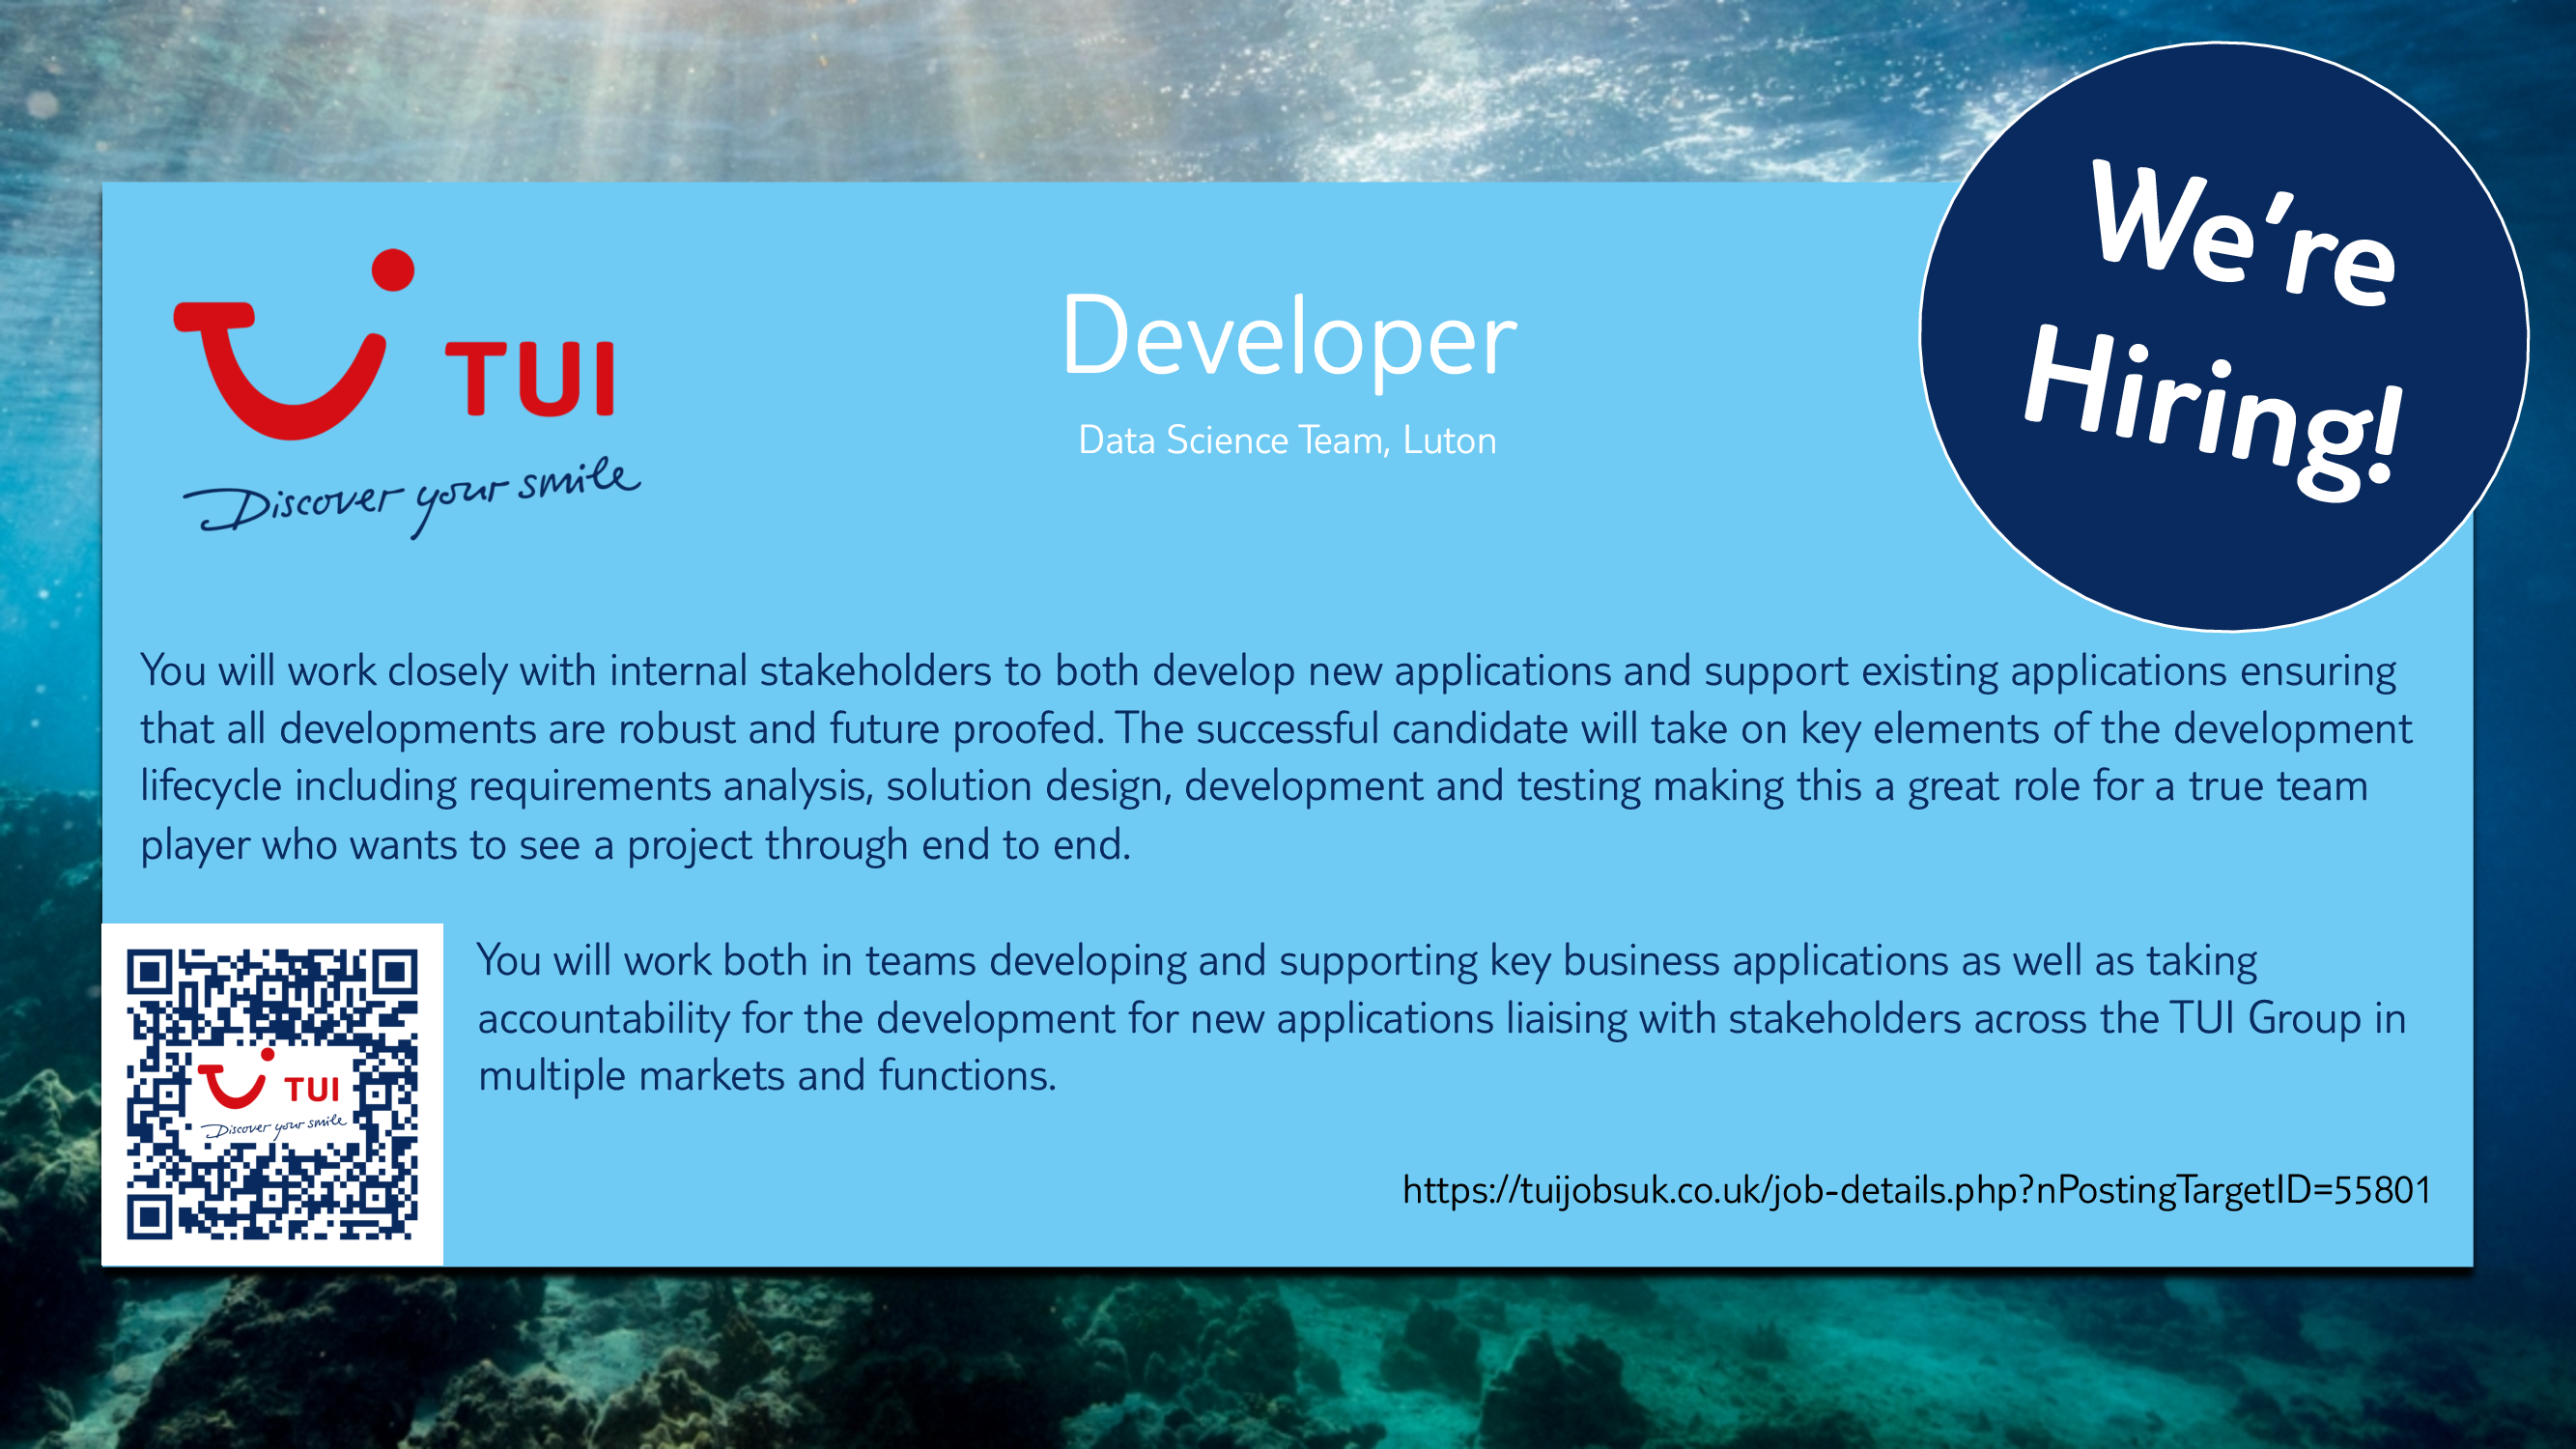 We're
Hiring!
TUI
Discover your smile
Developer
Data Science Team, Luton
You will work closely with internal stakeholders to both develop new applications and support existing applications ensuring
that all developments are robust and future proofed. The successful candidate will take on key elements of the development
lifecycle including requirements analysis, solution design, development and testing making this a great role for a true team
player who wants to see a project through end to end.
You will work both in teams developing and supporting key business applications as well as taking
accountability for the development for new applications liaising with stakeholders across the TUI Group in
multiple markets and functions.
TUI
Discover your smile
https://tuijobsuk.co.uk/job-details.php?nPostingTargetID=55801